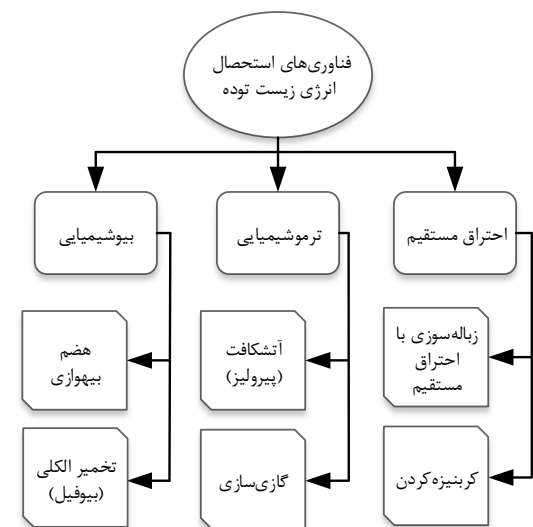 فناوری‌های استحصال
انرژی زیست توده
احتراق مستقیم
ترموشیمیایی
بیوشیمیایی
زباله‌سوزی با
احتراق
مستقیم
آتشکافت
(پیرولیز)
هضم
بیهوازی
کربنیزه‌کردن
گازی‌سازی
تخمیر الکلی
(بیوفیل)